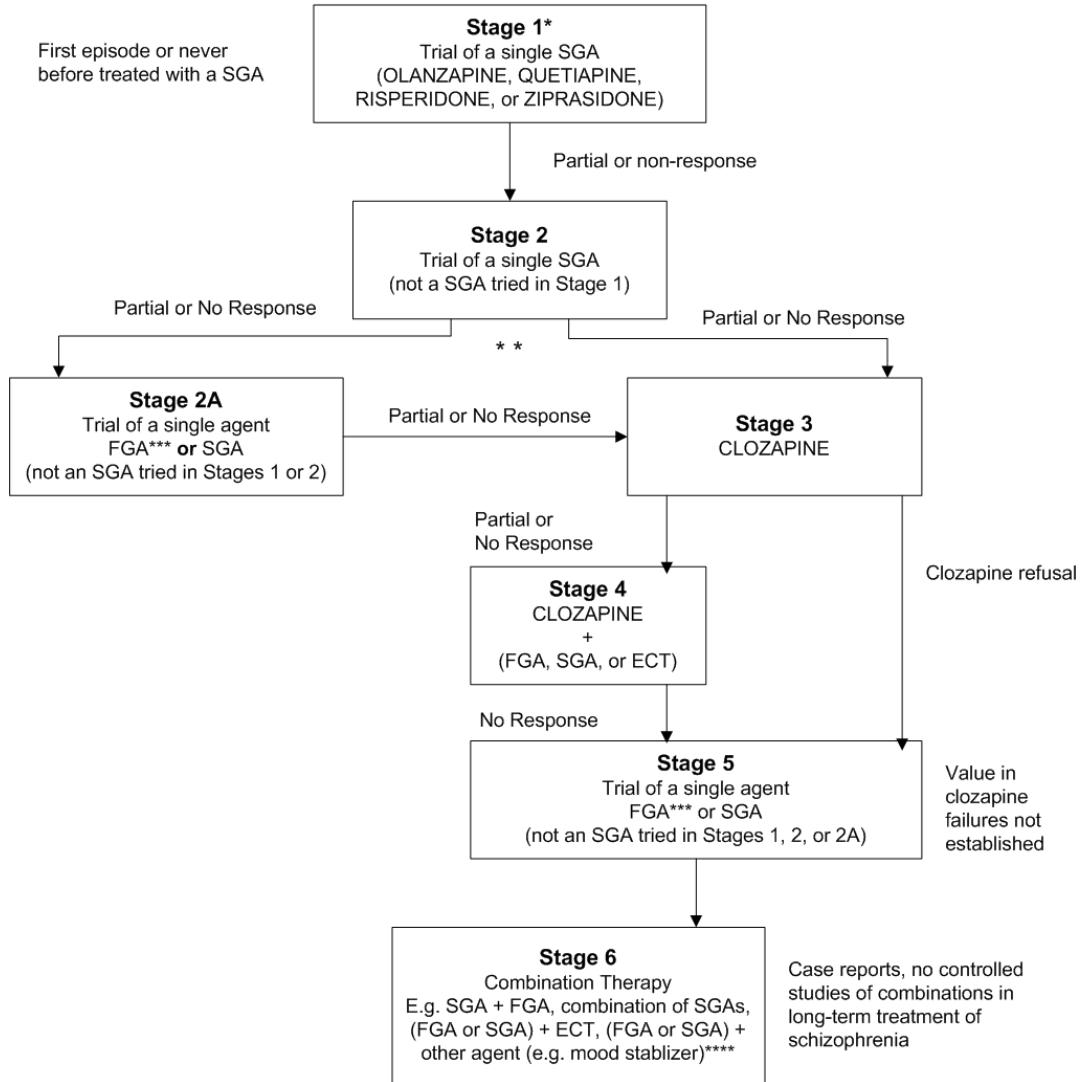 Stage 1*
Trial of a single SGA
(OLANZAPINE, QUETIAPINE,
RISPERIDONE, or ZIPRASIDONE)
First episode or never
before treated with a SGA
Partial or non-response
Stage 2
Trial of a single SGA
(not a SGA tried in Stage 1)
Partial or No Response
Partial or No Response
* *
Stage 2A
Trial of a single agent
FGA*** or SGA
(not an SGA tried in Stages 1 or 2)
Partial or No Response
Stage 3
CLOZAPINE
Partial or
No Response
Clozapine refusal
Stage 4
CLOZAPINE
+
(FGA, SGA, or ECT)
No Response
Stage 5
Trial of a single agent
FGA*** or SGA
(not an SGA tried in Stages 1, 2, or 2A)
Value in
clozapine
failures not
established
Stage 6
Combination Therapy
E.g. SGA + FGA, combination of SGAs,
(FGA or SGA) + ECT, (FGA or SGA) +
other agent (e.g. mood stablizer)****
Case reports, no controlled
studies of combinations in
long-term treatment of
schizophrenia